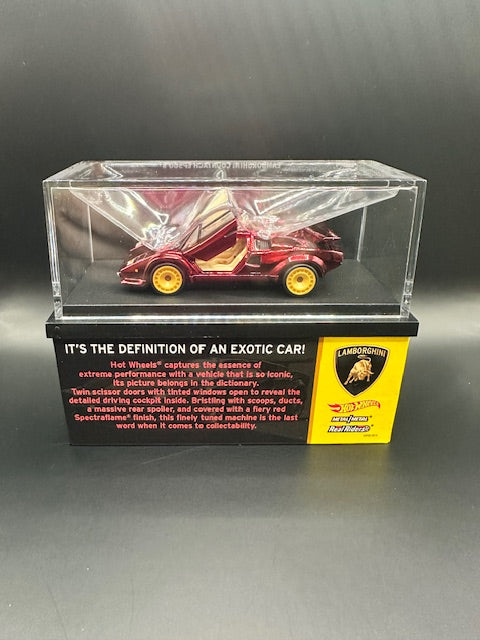 IT'S THE DEFINITION OF AN EXOTIC CAR!
Hot Wheels® captures the essence of
extreme performance with a vehicle that is so iconic,
its picture belongs in the dictionary.
Twin scissor doors with tinted windows open to reveal the
detailed driving cockpit inside. Bristling with scoops, ducts,
a massive rear spoiler, and covered with a fiery red
Spectraflame® finish, this finely tuned machine is the last
word when it comes to collectability.
LAMBORGHINI
HOT WHEELS
METAL/METAL
Real Riders®